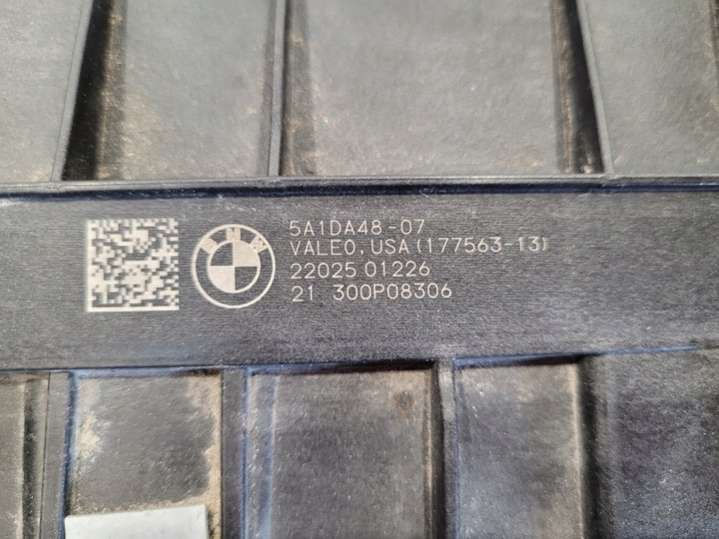 5A1DA48-07
VALEO, USA (177563-13)
22025 01226
21 300P08306